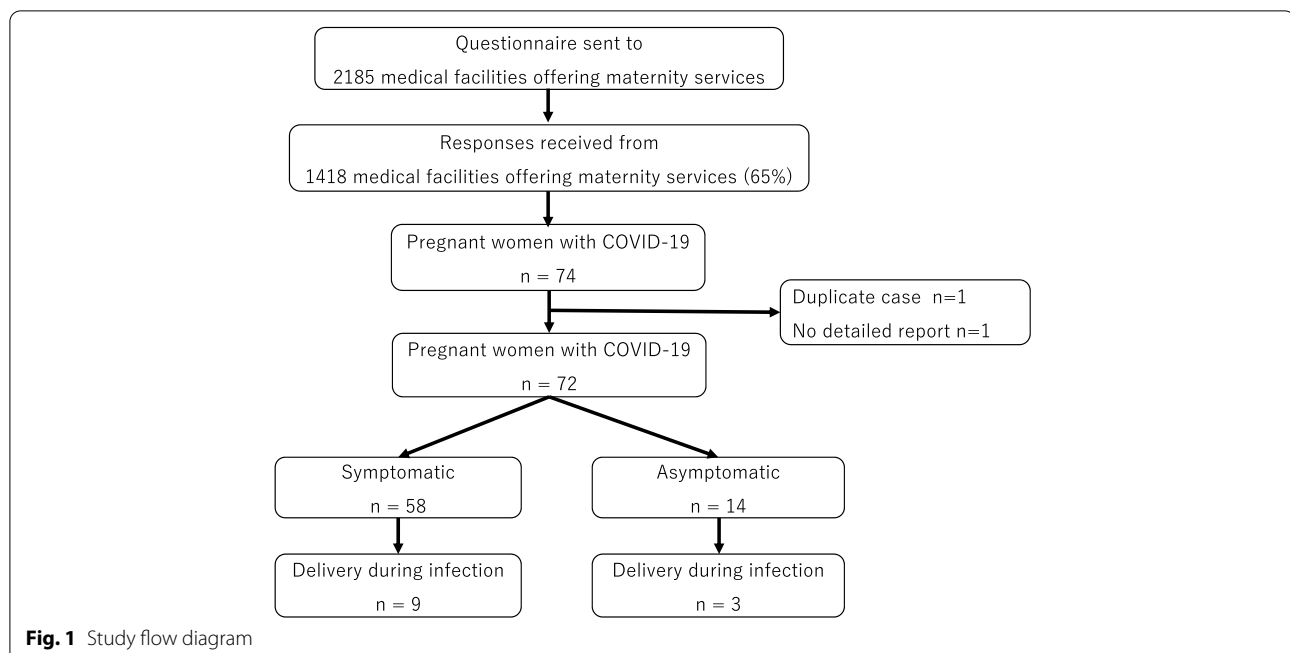 Questionnaire sent to
2185 medical facilities offering maternity services
Responses received from
1418 medical facilities offering maternity services (65%)
Pregnant women with COVID-19
n = 74
Duplicate case n=1
No detailed report n=1
Pregnant women with COVID-19
n = 72
Symptomatic
n = 58
Asymptomatic
n = 14
Delivery during infection
n = 9
Delivery during infection
n = 3
Fig. 1 Study flow diagram